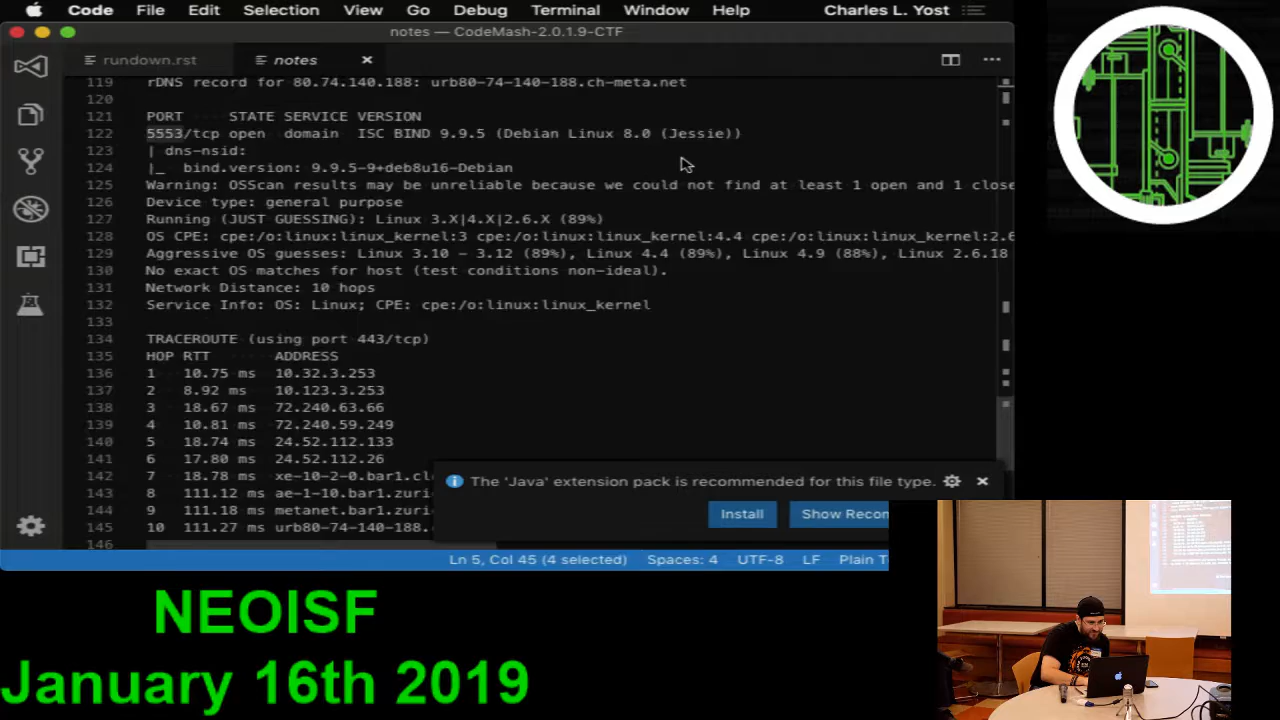 Code File Edit Selection View Go Debug Terminal Window Help Charles L. Yost
notes — CodeMash-2.0.1.9-CTF
rundown.rst notes
119 rDNS record for 80.74.140.188: urb80-74-140-188.ch-meta.net
120
121 PORT STATE SERVICE VERSION
122 5553/tcp open domain ISC BIND 9.9.5 (Debian Linux 8.0 (Jessie))
123 | dns-nsid:
124 |_ bind.version: 9.9.5-9+deb8u16-Debian
125 Warning: OSScan results may be unreliable because we could not find at least 1 open and 1 close
126 Device type: general purpose
127 Running (JUST GUESSING): Linux 3.X|4.X|2.6.X (89%)
128 OS CPE: cpe:/o:linux:linux_kernel:3 cpe:/o:linux:linux_kernel:4.4 cpe:/o:linux:linux_kernel:2.6
129 Aggressive OS guesses: Linux 3.10 - 3.12 (89%), Linux 4.4 (89%), Linux 4.9 (88%), Linux 2.6.18
130 No exact OS matches for host (test conditions non-ideal).
131 Network Distance: 10 hops
132 Service Info: OS: Linux; CPE: cpe:/o:linux:linux_kernel
133
134 TRACEROUTE (using port 443/tcp)
135 HOP RTT ADDRESS
136 1 10.75 ms 10.32.3.253
137 2 8.92 ms 10.123.3.253
138 3 18.67 ms 72.240.63.66
139 4 10.81 ms 72.240.59.249
140 5 18.74 ms 24.52.112.133
141 6 17.80 ms 24.52.112.26
142 7 18.78 ms xe-10-2-0.bar1.cl
143 8 111.12 ms ae-1-10.bar1.zuri
144 9 111.18 ms metanet.bar1.zuri
145 10 111.27 ms urb80-74-140-188.
146
The 'Java' extension pack is recommended for this file type.
Install Show Recom
Ln 5, Col 45 (4 selected) Spaces: 4 UTF-8 LF Plain T
NEOISF
January 16th 2019